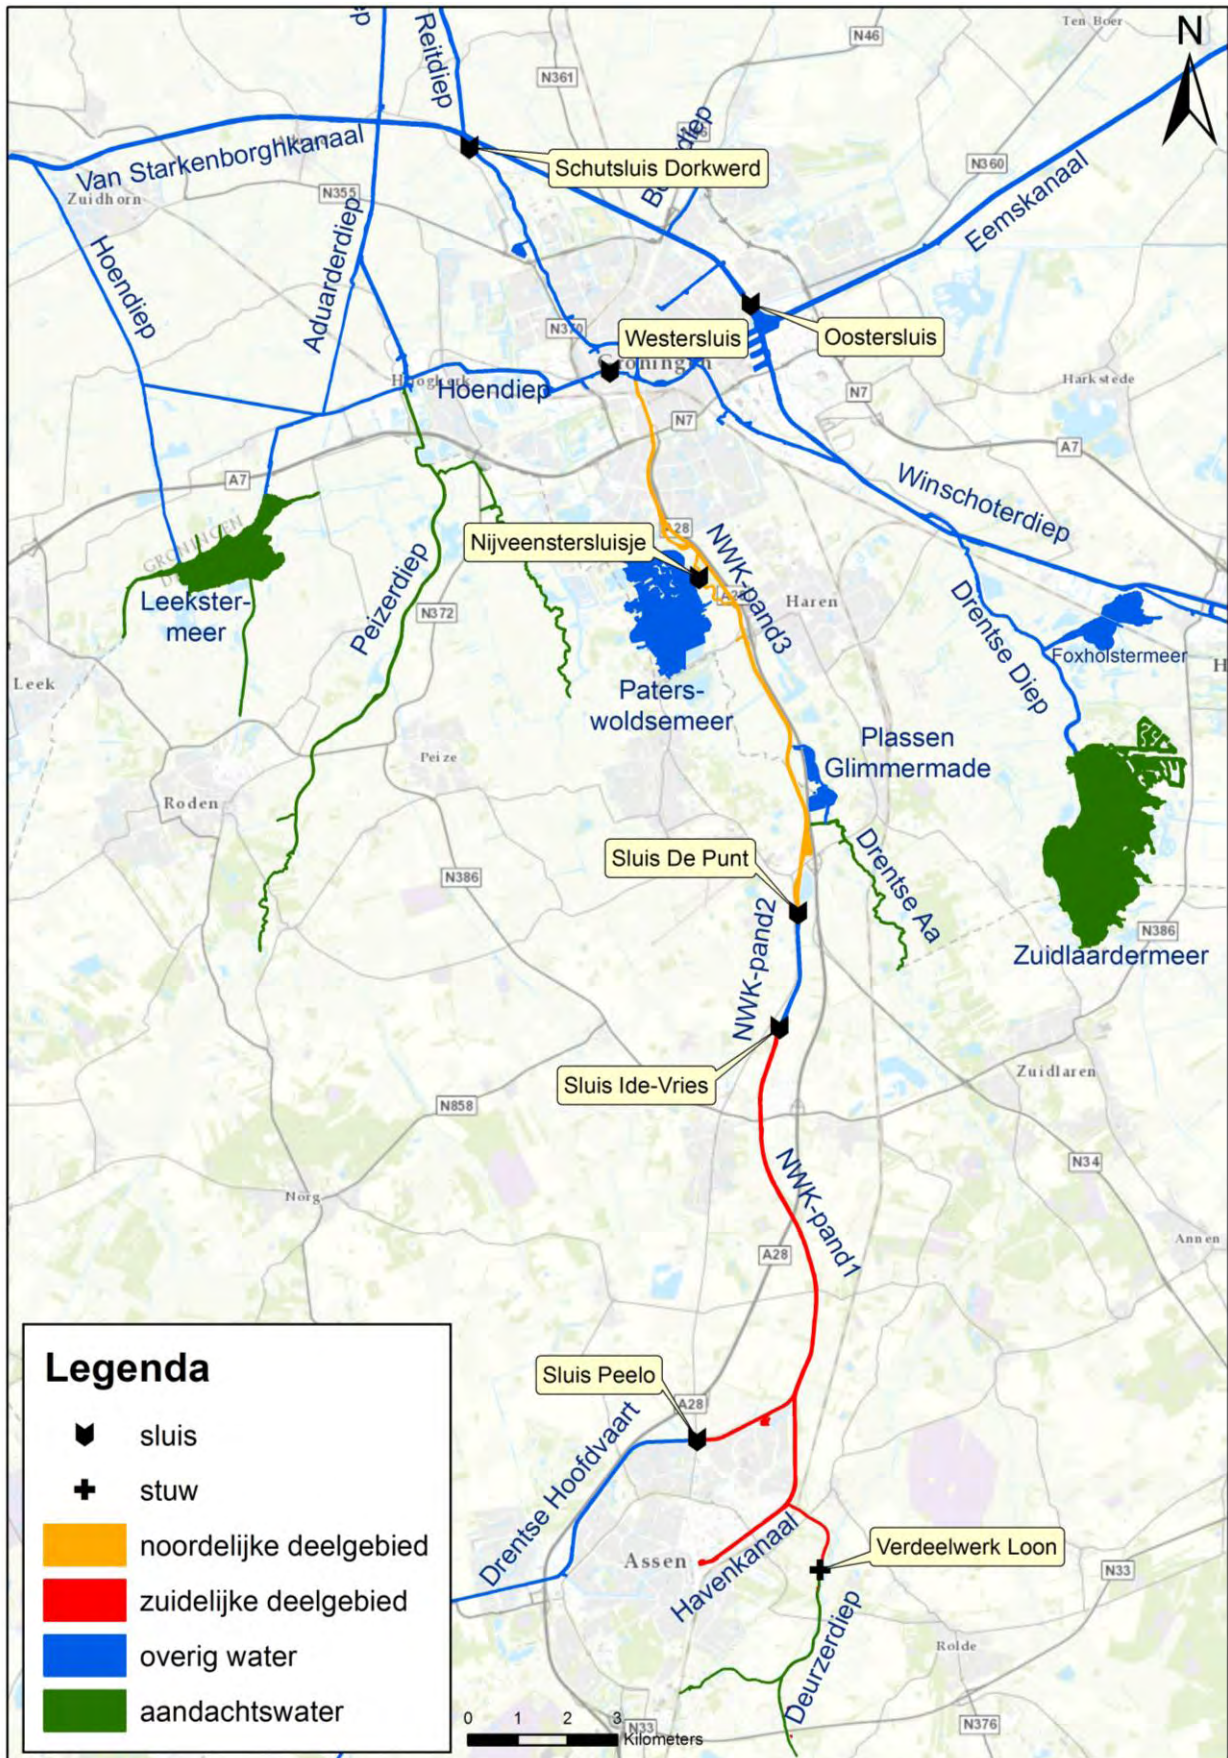 Ten Boer
N
N46
Reitdiep
N361
Van Starkenborghkanaal
Schutsluis Dorkwerd
N360
Zuidhorn
N355
Eemskanaal
Hoendiep
Aduarderdiep
N370
Westersluis
Oostersluis
Groningen
Hoogkerk
Hoendiep
Harkstede
N7
N7
A7
A7
Winschoterdiep
GRONINGEN
Nijveenstersluisje
A28
NWK-pand3
Leekster-
meer
Peizerdiep
N372
Haren
Drentse Diep
Foxholstermeer
H
Leek
Paters-
woldsemeer
Plassen
Glimmermade
Peize
Roden
Sluis De Punt
Drentse Aa
N386
NWK-pand2
N386
Zuidlaardermeer
Sluis Ide-Vries
Zuidlaren
N858
NWK-pand1
N34
Norg
Annen
A28
Legenda
sluis
stuw
noordelijke deelgebied
zuidelijke deelgebied
overig water
aandachtswater
Sluis Peelo
A28
Drentse Hoofdvaart
Assen
Havenkanaal
Verdeelwerk Loon
N33
Deurzerdiep
Rolde
N376
0 1 2 3
N33
Kilometers